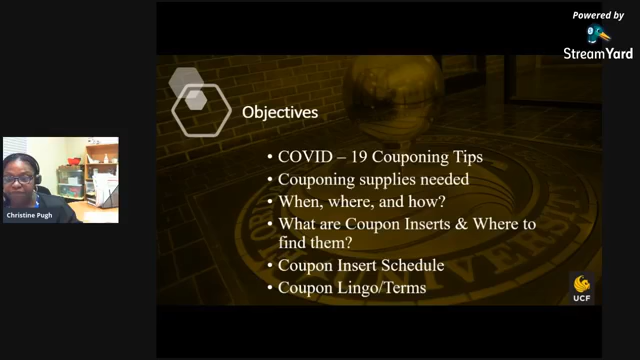 Powered by
StreamYard
Objectives
• COVID – 19 Couponing Tips
• Couponing supplies needed
• When, where, and how?
• What are Coupon Inserts & Where to
find them?
• Coupon Insert Schedule
• Coupon Lingo/Terms
Christine Pugh
UCF